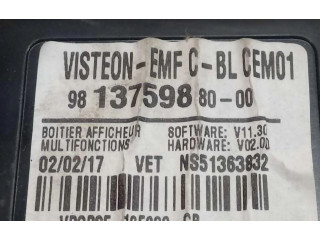 VISTEON-EMF C-BL CEM01
98 137598 80-00
BOITIER AFFICHEUR SOFTWARE: V11.30
MULTIFONCTIONS HARDWARE: V02.00
02/02/17 VET NS51363832